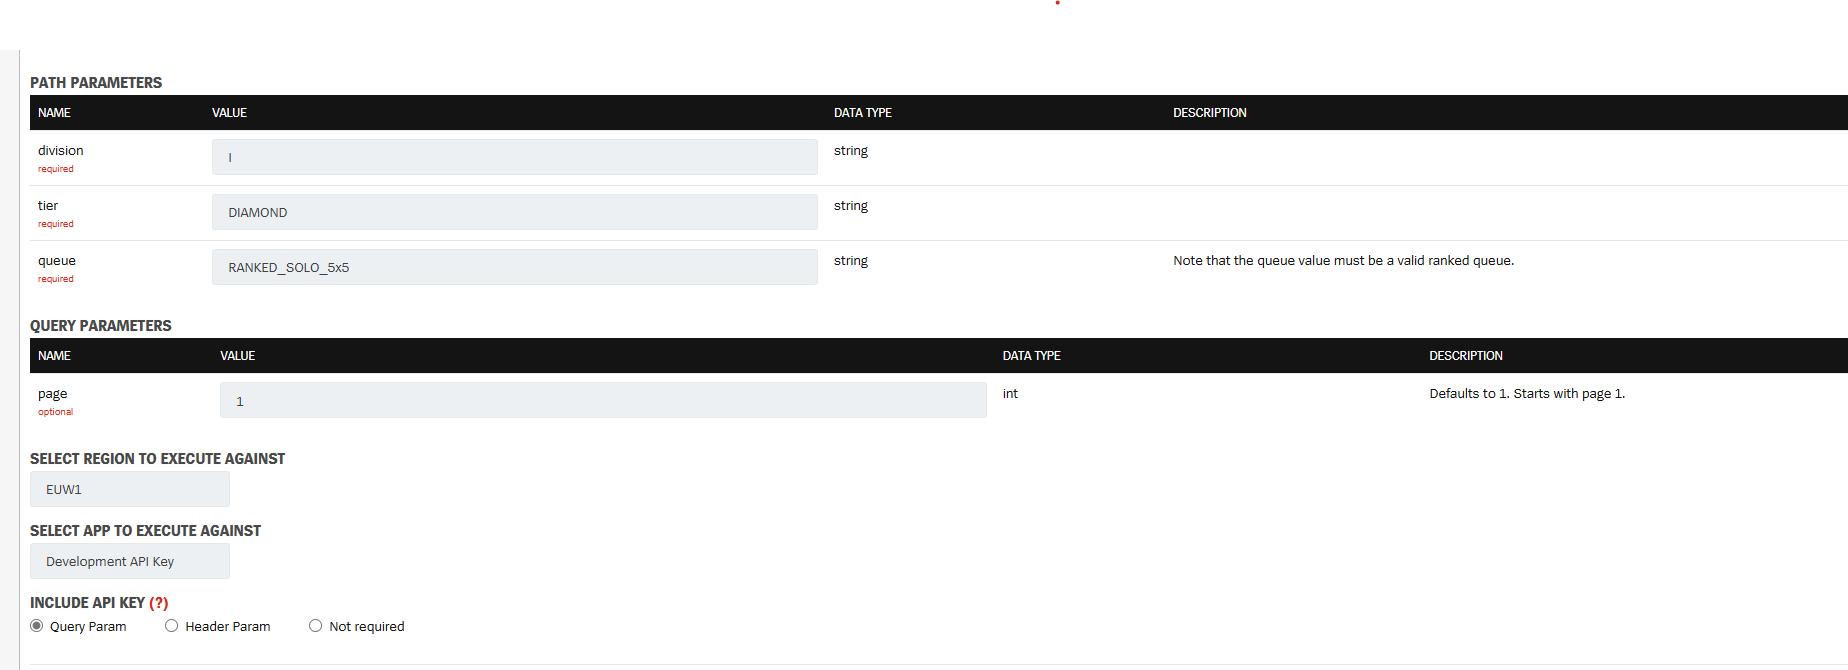 PATH PARAMETERS
NAME VALUE DATA TYPE DESCRIPTION
division I string
required
tier DIAMOND string
required
queue RANKED_SOLO_5x5 string Note that the queue value must be a valid ranked queue.
required
QUERY PARAMETERS
NAME VALUE DATA TYPE DESCRIPTION
page 1 int Defaults to 1. Starts with page 1.
optional
SELECT REGION TO EXECUTE AGAINST
EUW1
SELECT APP TO EXECUTE AGAINST
Development API Key
INCLUDE API KEY (?)
Query Param Header Param Not required